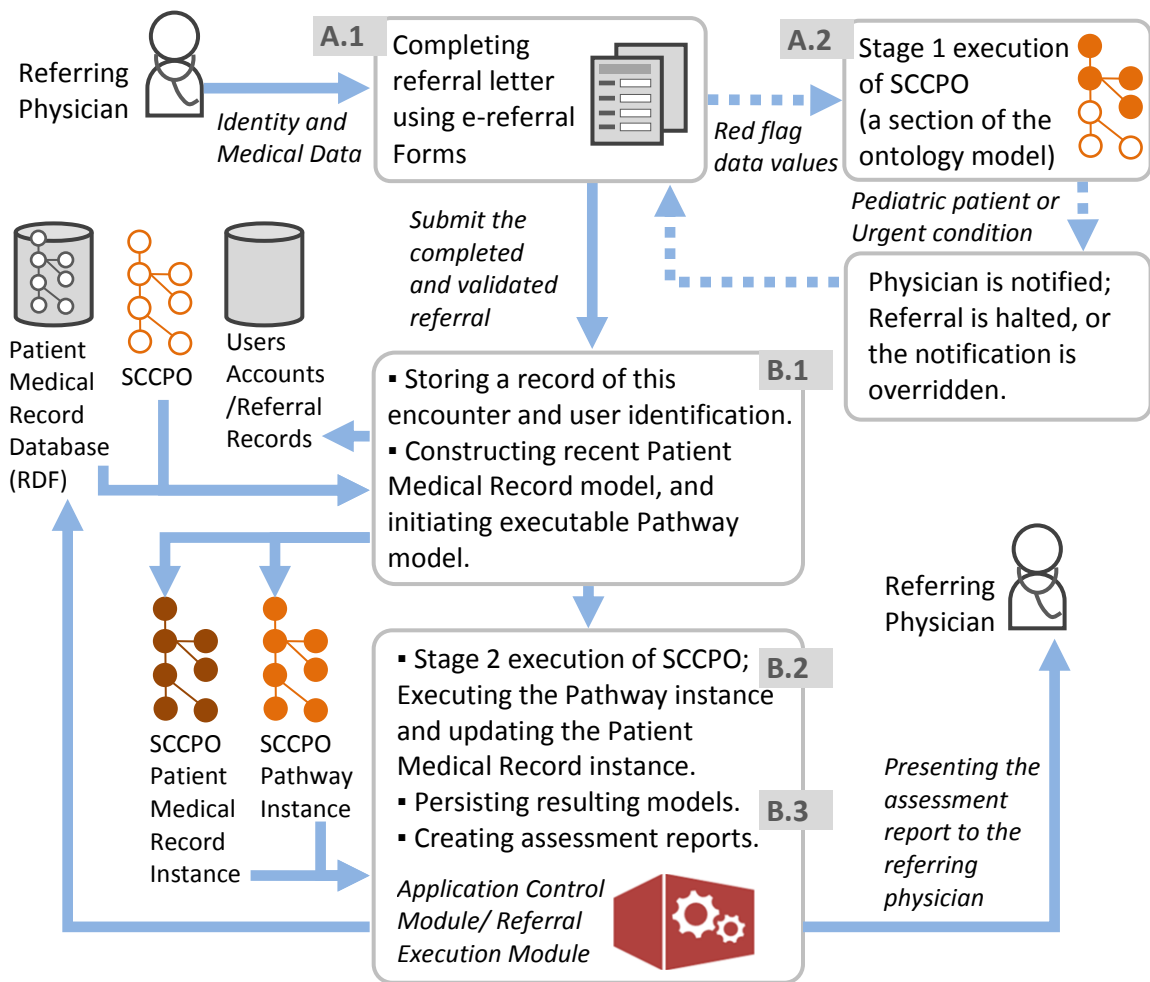 Referring
Physician
Identity and
Medical Data
A.1
Completing
referral letter
using e-referral
Forms
Red flag
data values
A.2
Stage 1 execution
of SCCPO
(a section of the
ontology model)
Pediatric patient or
Urgent condition
Physician is notified;
Referral is halted, or
the notification is
overridden.
Submit the
completed
and validated
referral
Patient
Medical
Record
Database
(RDF)
SCCPO
Users
Accounts
/Referral
Records
B.1
▪ Storing a record of this
encounter and user identification.
▪ Constructing recent Patient
Medical Record model, and
initiating executable Pathway
model.
SCCPO
Patient
Medical
Record
Instance
SCCPO
Pathway
Instance
B.2
▪ Stage 2 execution of SCCPO;
Executing the Pathway instance
and updating the Patient
Medical Record instance.
B.3
▪ Persisting resulting models.
▪ Creating assessment reports.
Application Control
Module/ Referral
Execution Module
Referring
Physician
Presenting the
assessment
report to the
referring
physician